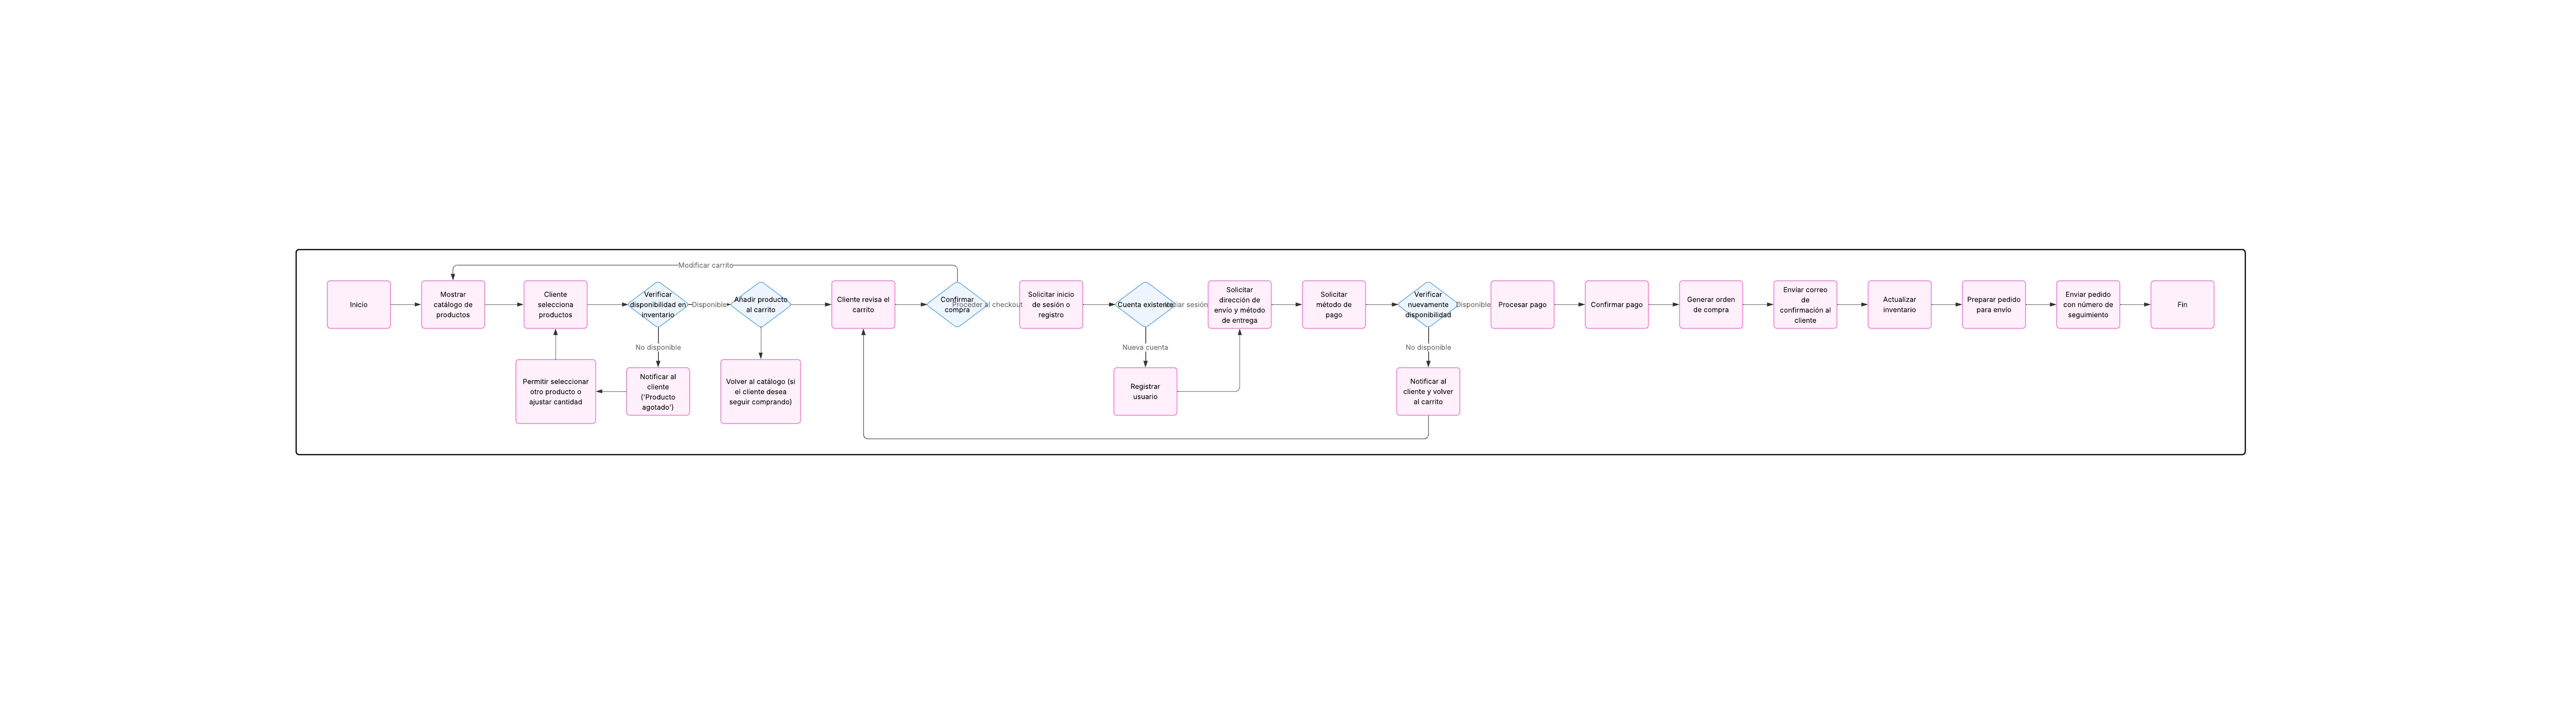 Modificar carrito
Inicio
Mostrar
catálogo de
productos
Cliente
selecciona
productos
Verificar
disponibilidad en
inventario
Disponible
Añadir producto
al carrito
Cliente revisa el
carrito
Confirmar
compra
Proceder al checkout
Solicitar inicio
de sesión o
registro
Cuenta existente
sesión
Solicitar
dirección de
envío y método
de entrega
Solicitar
método de
pago
Verificar
nuevamente
disponibilidad
Disponible
Procesar pago
Confirmar pago
Generar orden
de compra
Enviar correo
de
confirmación al
cliente
Actualizar
inventario
Preparar pedido
para envío
Enviar pedido
con número de
seguimiento
Fin
No disponible
Nueva cuenta
No disponible
Permitir seleccionar
otro producto o
ajustar cantidad
Notificar al
cliente
('Producto
agotado')
Volver al catálogo (si
el cliente desea
seguir comprando)
Registrar
usuario
Notificar al
cliente y volver
al carrito